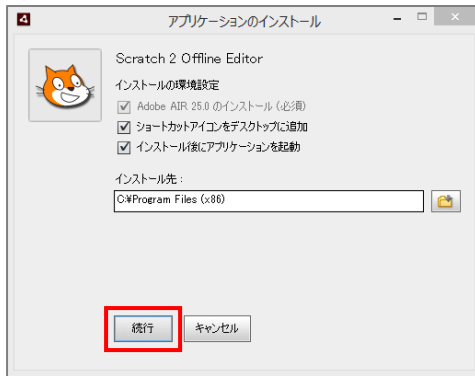 アプリケーションのインストール
Scratch 2 Offline Editor
インストールの環境設定
Adobe AIR 25.0 のインストール (必須)
ショートカットアイコンをデスクトップに追加
インストール後にアプリケーションを起動
インストール先 :
C:¥Program Files (x86)
続行
キャンセル